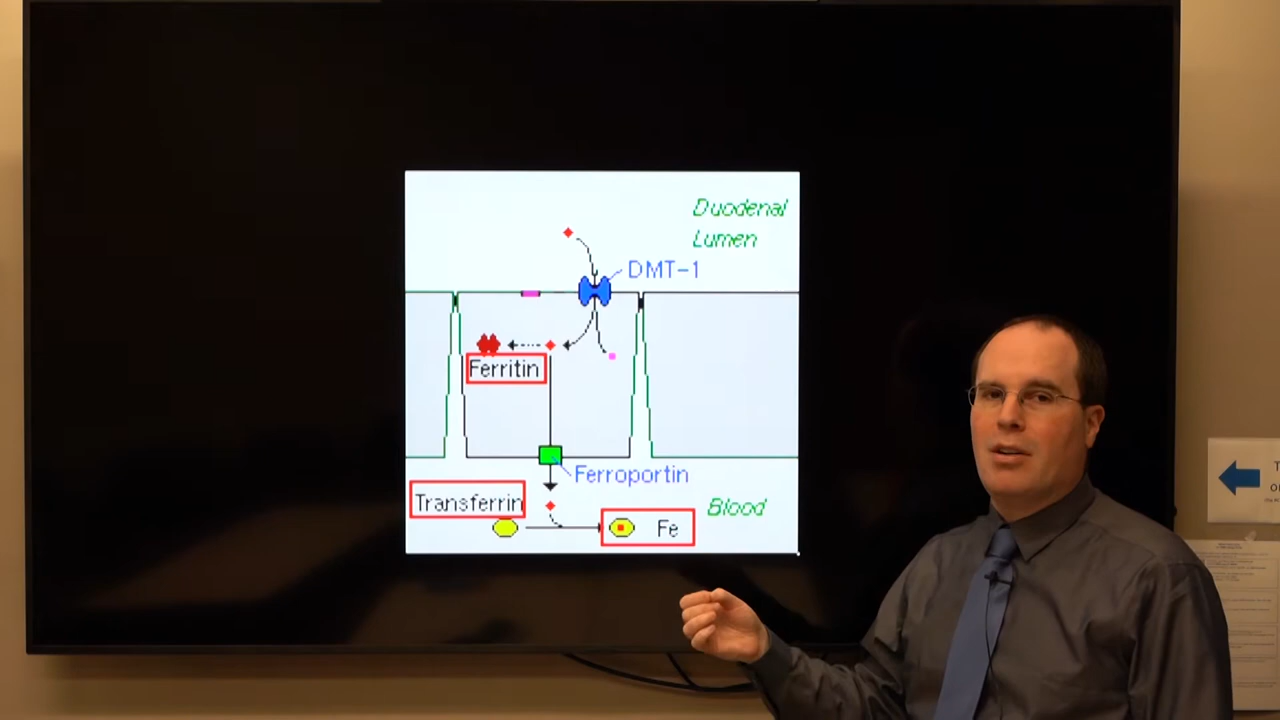 Duodenal
Lumen
DMT-1
Ferritin
Ferroportin
Transferrin
Blood
Fe